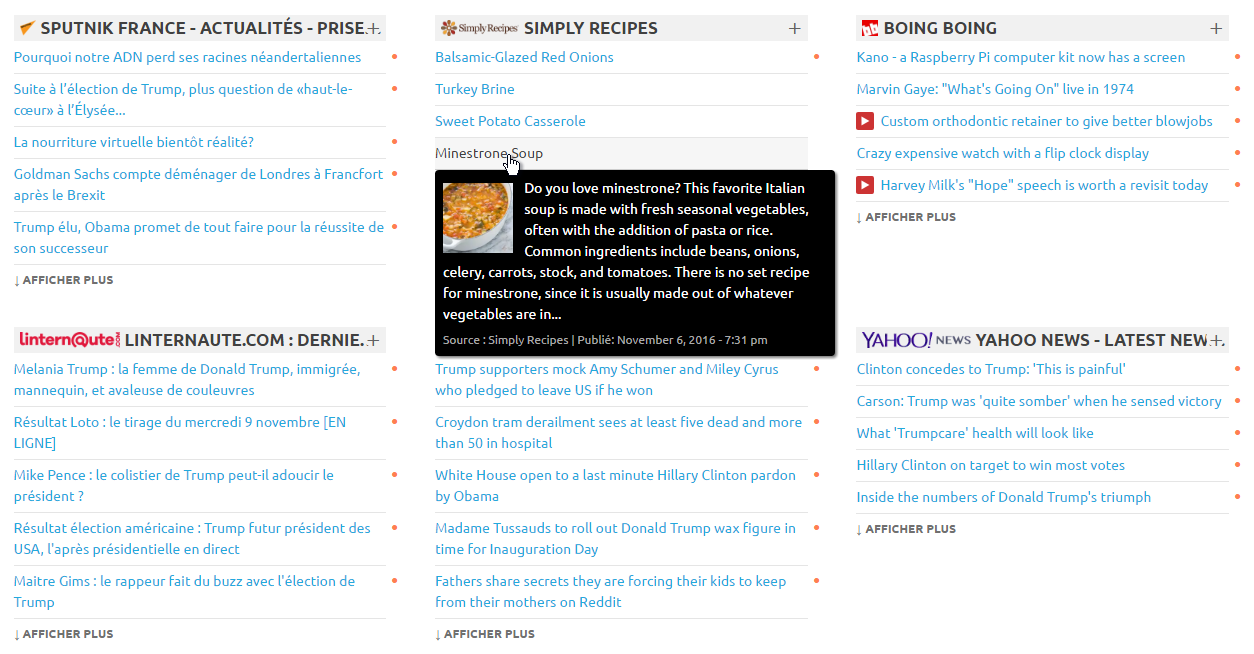 SPUTNIK FRANCE - ACTUALITÉS - PRISE... +
Pourquoi notre ADN perd ses racines néandertaliennes
Suite à l’élection de Trump, plus question de «haut-le-
cœur» à l’Élysée...
La nourriture virtuelle bientôt réalité?
Goldman Sachs compte déménager de Londres à Francfort
après le Brexit
Trump élu, Obama promet de tout faire pour la réussite de
son successeur
↓ AFFICHER PLUS
Simply Recipes SIMPLY RECIPES +
Balsamic-Glazed Red Onions
Turkey Brine
Sweet Potato Casserole
Minestrone Soup
Do you love minestrone? This favorite Italian
soup is made with fresh seasonal vegetables,
often with the addition of pasta or rice.
Common ingredients include beans, onions,
celery, carrots, stock, and tomatoes. There is no set recipe
for minestrone, since it is usually made out of whatever
vegetables are in...
Source : Simply Recipes | Publié: November 6, 2016 - 7:31 pm
bb BOING BOING +
Kano - a Raspberry Pi computer kit now has a screen
Marvin Gaye: "What's Going On" live in 1974
Custom orthodontic retainer to give better blowjobs
Crazy expensive watch with a flip clock display
Harvey Milk's "Hope" speech is worth a revisit today
↓ AFFICHER PLUS
lintern@ute.com LINTERNAUTE.COM : DERNIE... +
Melania Trump : la femme de Donald Trump, immigrée,
mannequin, et avaleuse de couleuvres
Résultat Loto : le tirage du mercredi 9 novembre [EN
LIGNE]
Mike Pence : le colistier de Trump peut-il adoucir le
président ?
Résultat élection américaine : Trump futur président des
USA, l'après présidentielle en direct
Maitre Gims : le rappeur fait du buzz avec l'élection de
Trump
↓ AFFICHER PLUS
Trump supporters mock Amy Schumer and Miley Cyrus
who pledged to leave US if he won
Croydon tram derailment sees at least five dead and more
than 50 in hospital
White House open to a last minute Hillary Clinton pardon
by Obama
Madame Tussauds to roll out Donald Trump wax figure in
time for Inauguration Day
Fathers share secrets they are forcing their kids to keep
from their mothers on Reddit
↓ AFFICHER PLUS
YAHOO! NEWS YAHOO NEWS - LATEST NEW... +
Clinton concedes to Trump: 'This is painful'
Carson: Trump was 'quite somber' when he sensed victory
What 'Trumpcare' health will look like
Hillary Clinton on target to win most votes
Inside the numbers of Donald Trump's triumph
↓ AFFICHER PLUS